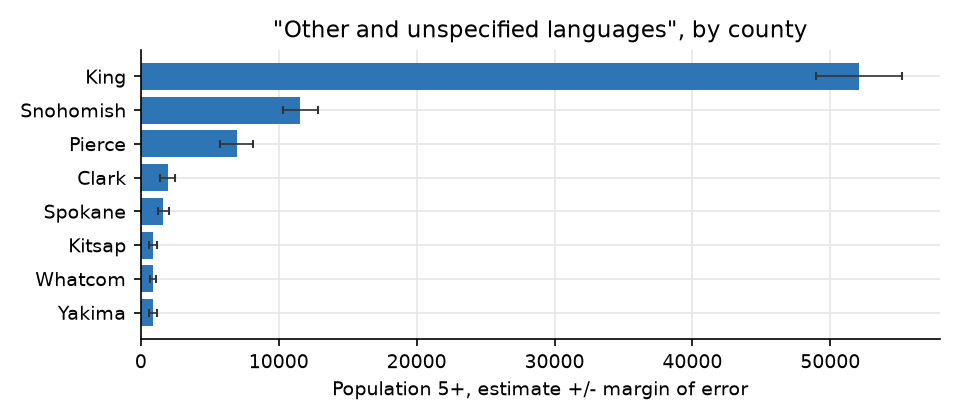 "Other and unspecified languages", by county
King
Snohomish
Pierce
Clark
Spokane
Kitsap
Whatcom
Yakima
0 10000 20000 30000 40000 50000
Population 5+, estimate +/- margin of error